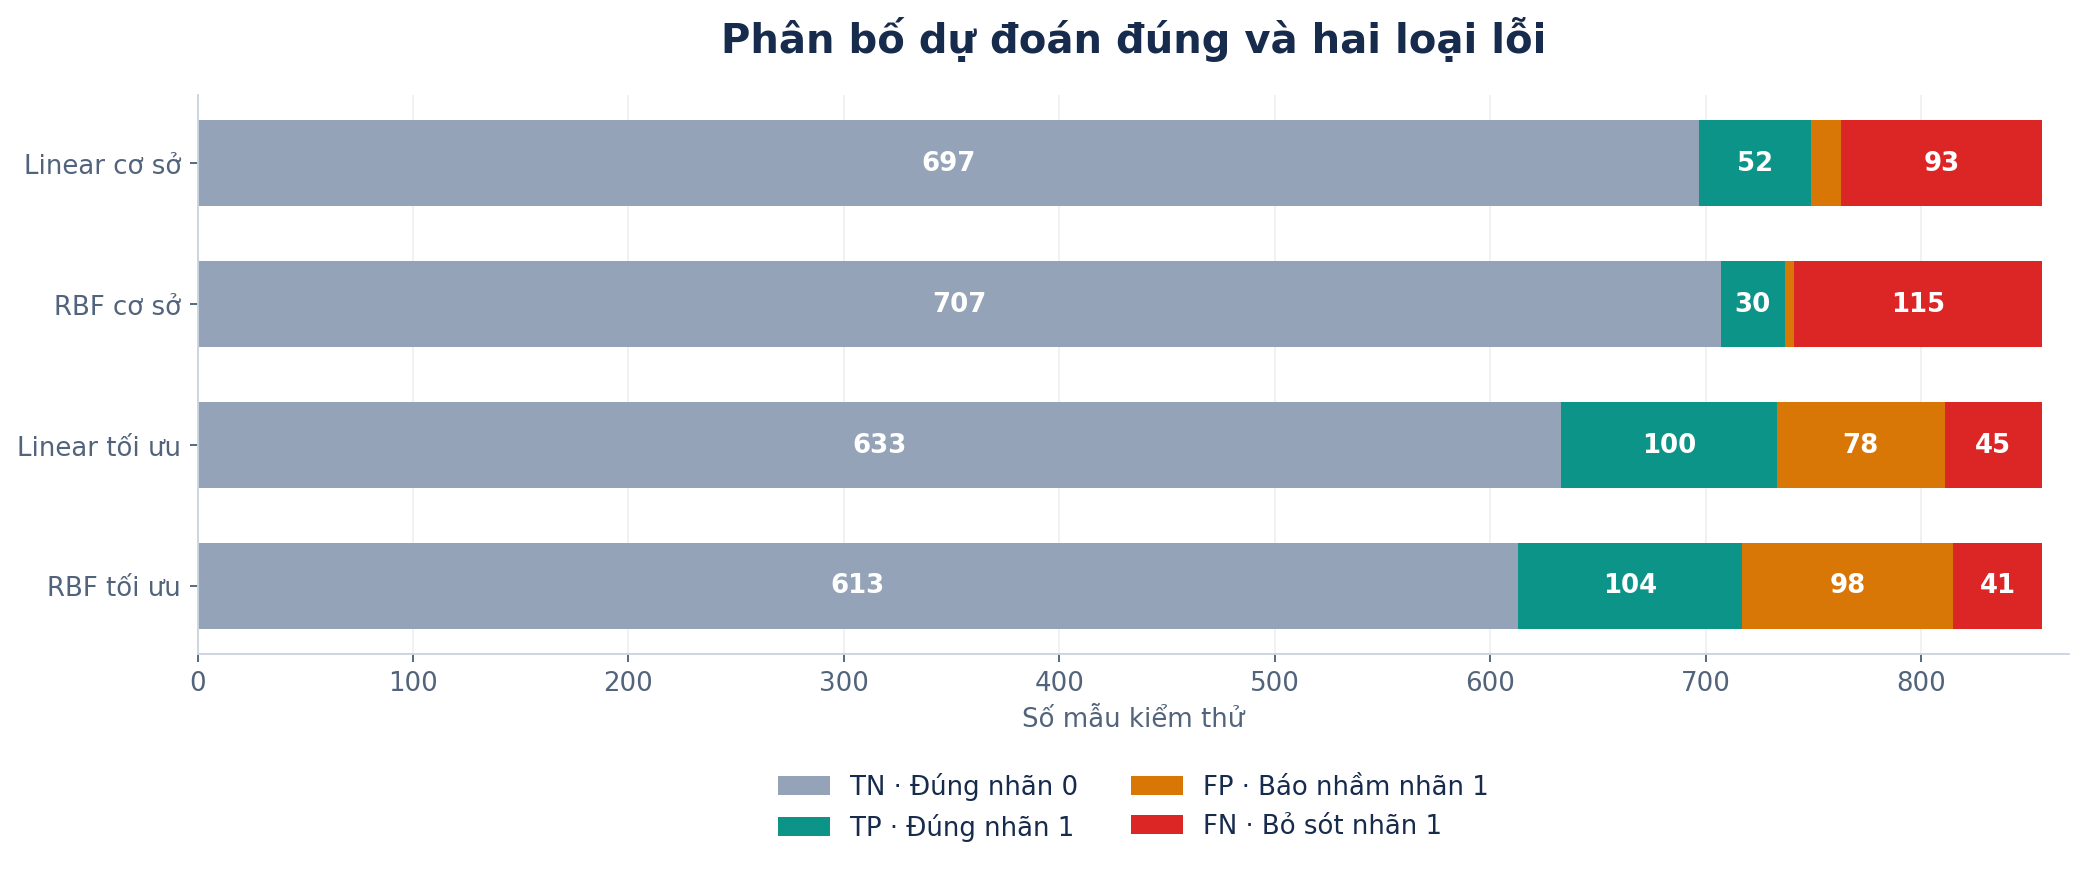 Phân bố dự đoán đúng và hai loại lỗi
Linear cơ sở
697
52
93
RBF cơ sở
707
30
115
Linear tối ưu
633
100
78
45
RBF tối ưu
613
104
98
41
0 100 200 300 400 500 600 700 800
Số mẫu kiểm thử
TN · Đúng nhãn 0
TP · Đúng nhãn 1
FP · Báo nhầm nhãn 1
FN · Bỏ sót nhãn 1